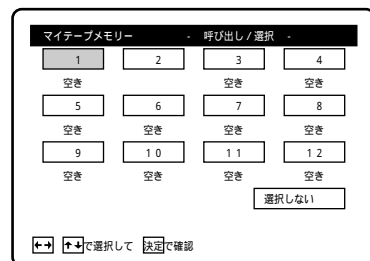 マイテープメモリー - 呼び出し / 選択 -
1 2 3 4
空き 空き 空き
5 6 7 8
空き 空き 空き 空き
9 10 11 12
空き 空き 空き 空き
選択しない
←→ ↑↓で選択して 決定で確認